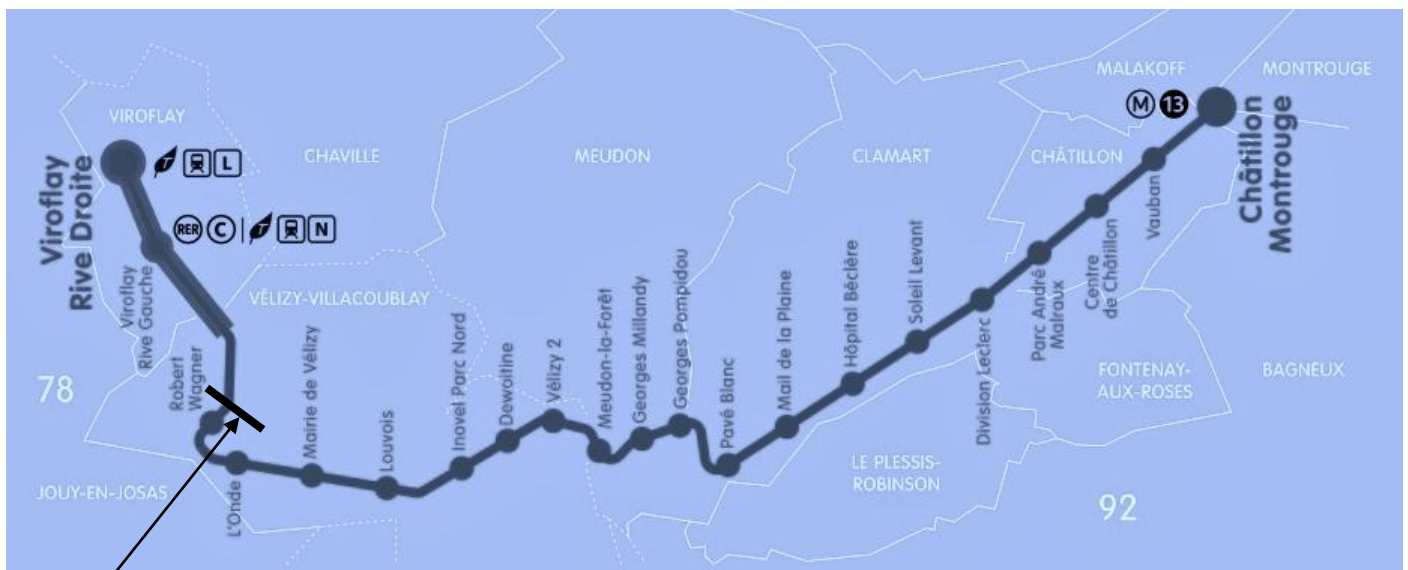 VIROFLAY
CHAVILLE
MEUDON
CLAMART
CHÂTILLON
MALAKOFF
MONTROUGE
M 13
Châtillon
Montrouge
Viroflay
Rive Droite
T L
RER C T N
Viroflay
Rive Gauche
VÊLIZY-VILLACOUBLAY
78
Robert
Wagner
JOUY-EN-JOSAS
L'Onde
Mairie de Vélizy
Louvois
Inovel Parc Nord
Dewoitine
Vélizy 2
Meudon-la-Forêt
Georges Millandy
Georges Pompidou
Pavé Blanc
Mail de la Plaine
Hôpital Béclère
Soleil Levant
Division Leclerc
Parc André
Malraux
Centre
de Châtillon
Vauban
FONTENAY-
AUX-ROSES
BAGNEUX
LE PLESSIS-
ROBINSON
92